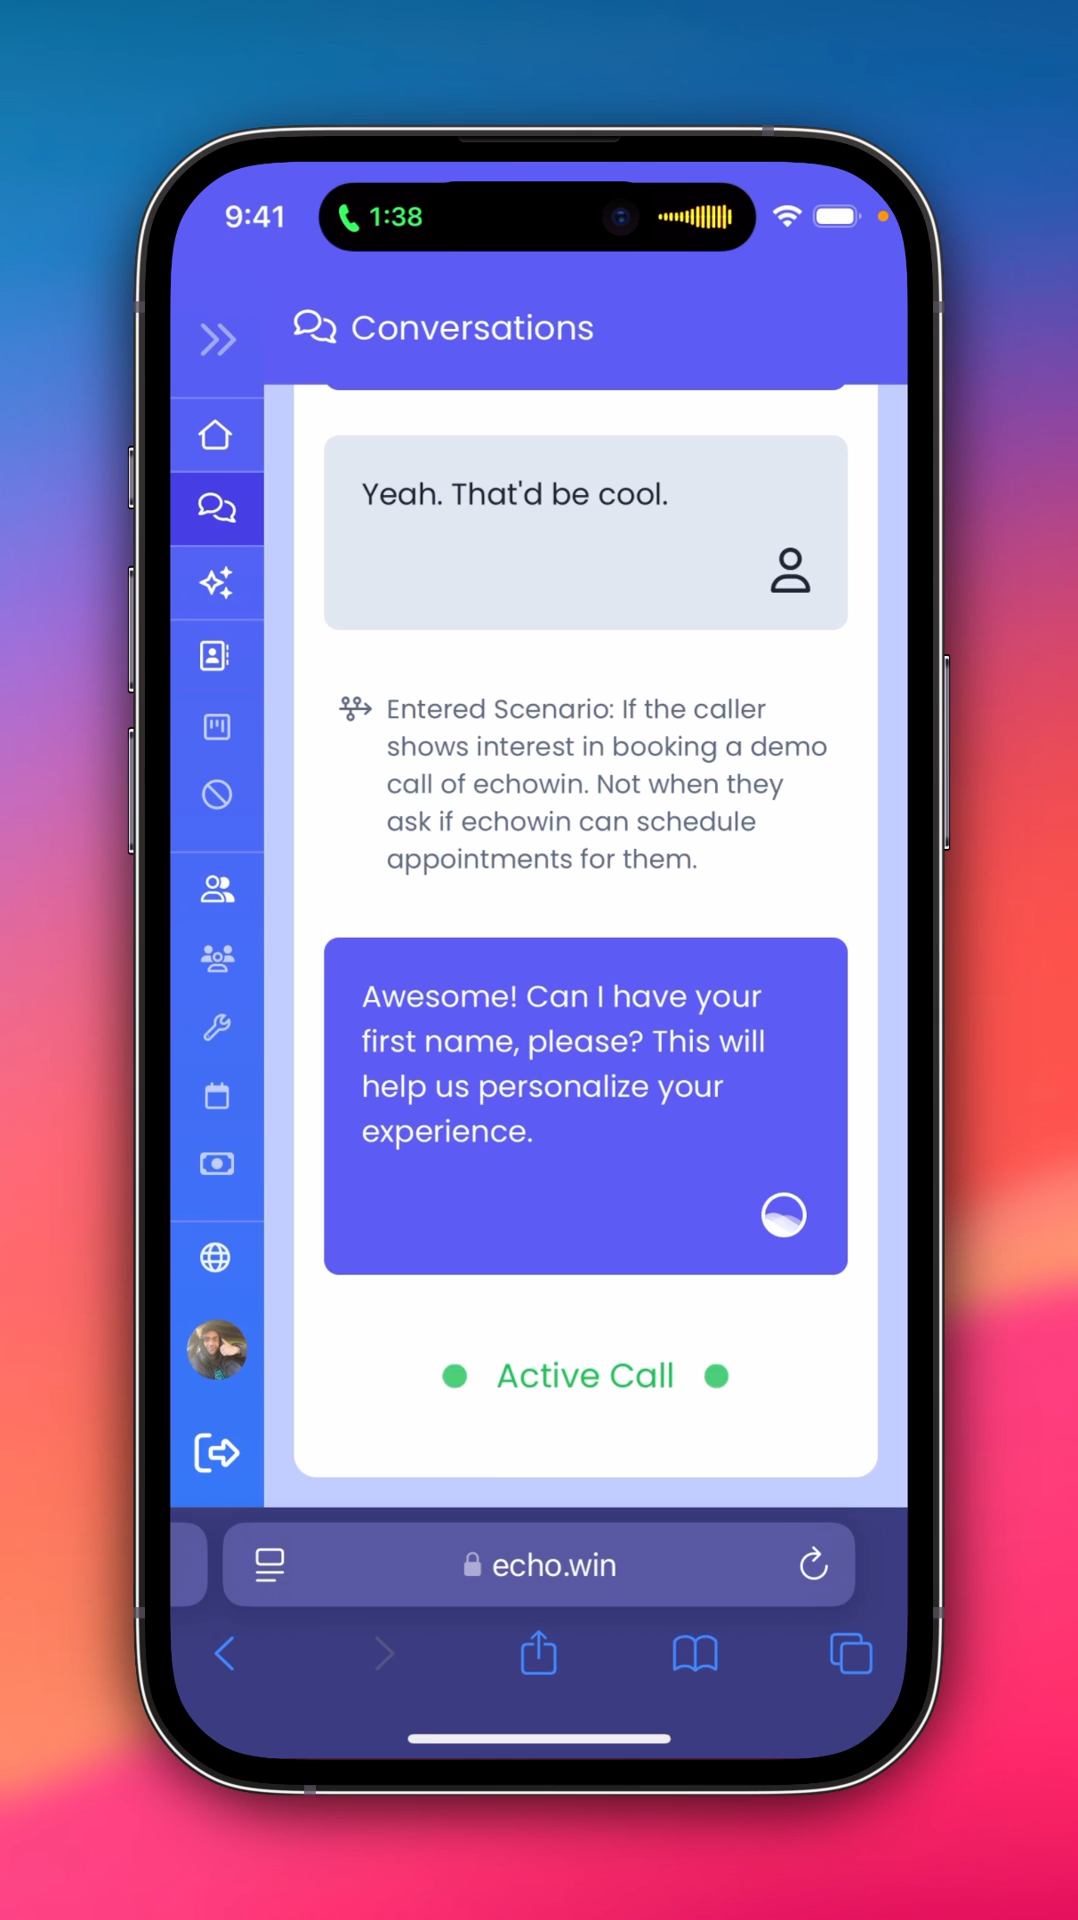 9:41
1:38
Conversations
Yeah. That'd be cool.
Entered Scenario: If the caller
shows interest in booking a demo
call of echowin. Not when they
ask if echowin can schedule
appointments for them.
Awesome! Can I have your
first name, please? This will
help us personalize your
experience.
Active Call
echo.win